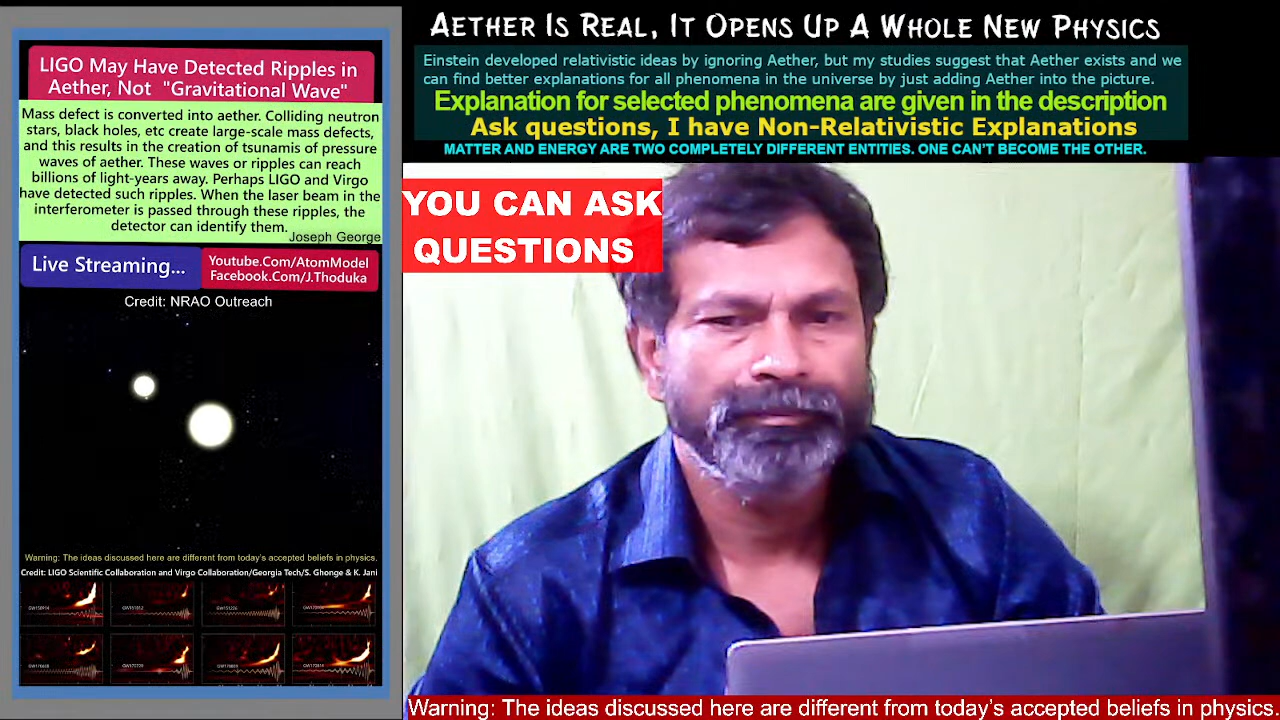 LIGO May Have Detected Ripples in
Aether, Not "Gravitational Wave"
Mass defect is converted into aether. Colliding neutron
stars, black holes, etc create large-scale mass defects,
and this results in the creation of tsunamis of pressure
waves of aether. These waves or ripples can reach
billions of light-years away. Perhaps LIGO and Virgo
have detected such ripples. When the laser beam in the
interferometer is passed through these ripples, the
detector can identify them.
Joseph George
Live Streaming...
Youtube.Com/AtomModel
Facebook.Com/J.Thoduka
Credit: NRAO Outreach
Warning: The ideas discussed here are different from today's accepted beliefs in physics.
Credit: LIGO Scientific Collaboration and Virgo Collaboration/Georgia Tech/S. Ghonge & K. Jani
AETHER IS REAL, IT OPENS UP A WHOLE NEW PHYSICS
Einstein developed relativistic ideas by ignoring Aether, but my studies suggest that Aether exists and we
can find better explanations for all phenomena in the universe by just adding Aether into the picture.
Explanation for selected phenomena are given in the description
Ask questions, I have Non-Relativistic Explanations
MATTER AND ENERGY ARE TWO COMPLETELY DIFFERENT ENTITIES. ONE CAN'T BECOME THE OTHER.
YOU CAN ASK
QUESTIONS
Warning: The ideas discussed here are different from today's accepted beliefs in physics.